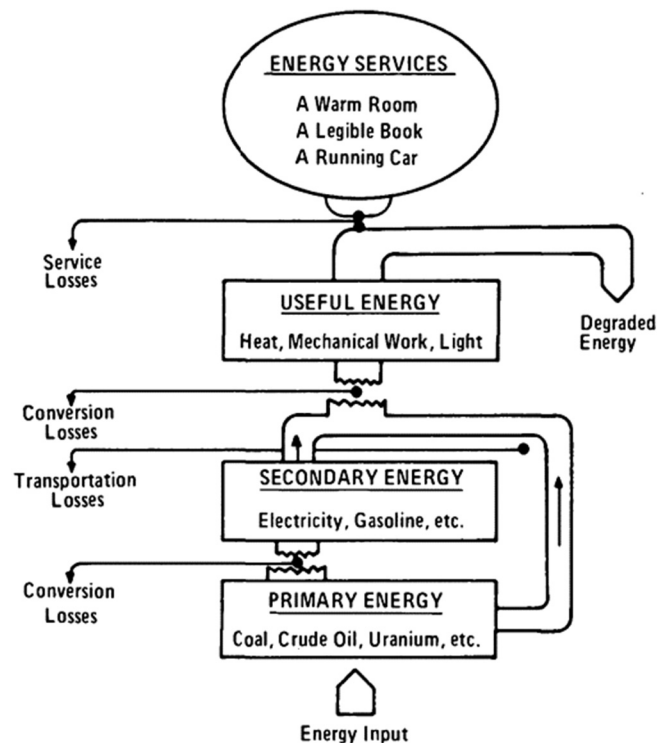 ENERGY SERVICES
A Warm Room
A Legible Book
A Running Car
Service
Losses
USEFUL ENERGY
Heat, Mechanical Work, Light
Degraded
Energy
Conversion
Losses
Transportation
Losses
SECONDARY ENERGY
Electricity, Gasoline, etc.
Conversion
Losses
PRIMARY ENERGY
Coal, Crude Oil, Uranium, etc.
Energy Input